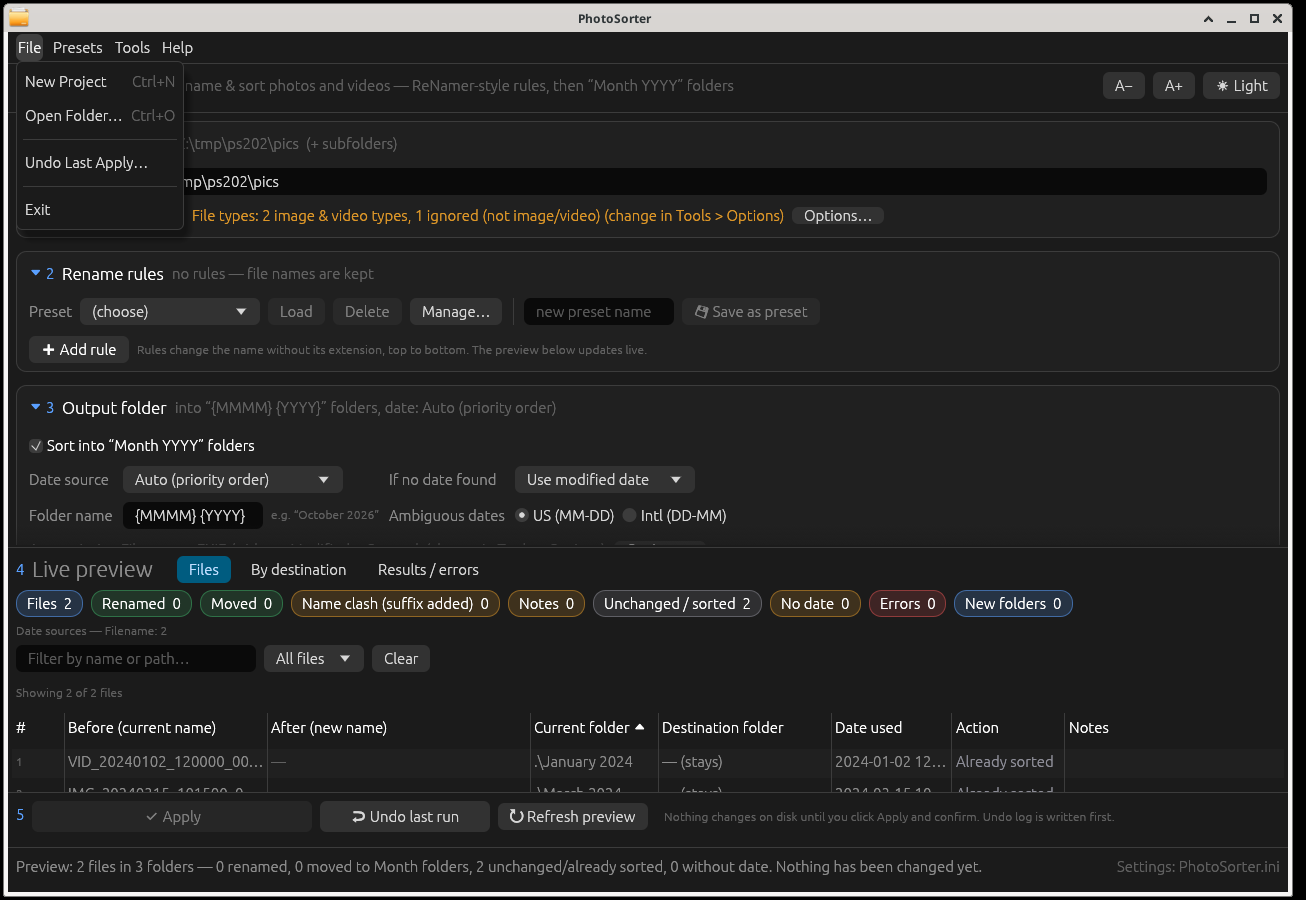 PhotoSorter
File Presets Tools Help
New Project Ctrl+N
Open Folder… Ctrl+O
Undo Last Apply…
Exit
name & sort photos and videos — ReNamer-style rules, then “Month YYYY” folders
A− A+ ☀ Light
:\tmp\ps202\pics (+ subfolders)
mp\ps202\pics
File types: 2 image & video types, 1 ignored (not image/video) (change in Tools > Options) Options…
2 Rename rules no rules — file names are kept
Preset (choose) Load Delete Manage… new preset name Save as preset
+ Add rule Rules change the name without its extension, top to bottom. The preview below updates live.
3 Output folder into “{MMMM} {YYYY}” folders, date: Auto (priority order)
Sort into “Month YYYY” folders
Date source Auto (priority order) If no date found Use modified date
Folder name {MMMM} {YYYY} e.g. “October 2026” Ambiguous dates US (MM-DD) Intl (DD-MM)
4 Live preview Files By destination Results / errors
Files 2 Renamed 0 Moved 0 Name clash (suffix added) 0 Notes 0 Unchanged / sorted 2 No date 0 Errors 0 New folders 0
Date sources — Filename: 2
Filter by name or path… All files Clear
Showing 2 of 2 files
# Before (current name) After (new name) Current folder Destination folder Date used Action Notes
1 VID_20240102_120000_00… — .\January 2024 — (stays) 2024-01-02 12… Already sorted
5 ✓ Apply Undo last run Refresh preview Nothing changes on disk until you click Apply and confirm. Undo log is written first.
Preview: 2 files in 3 folders — 0 renamed, 0 moved to Month folders, 2 unchanged/already sorted, 0 without date. Nothing has been changed yet. Settings: PhotoSorter.ini